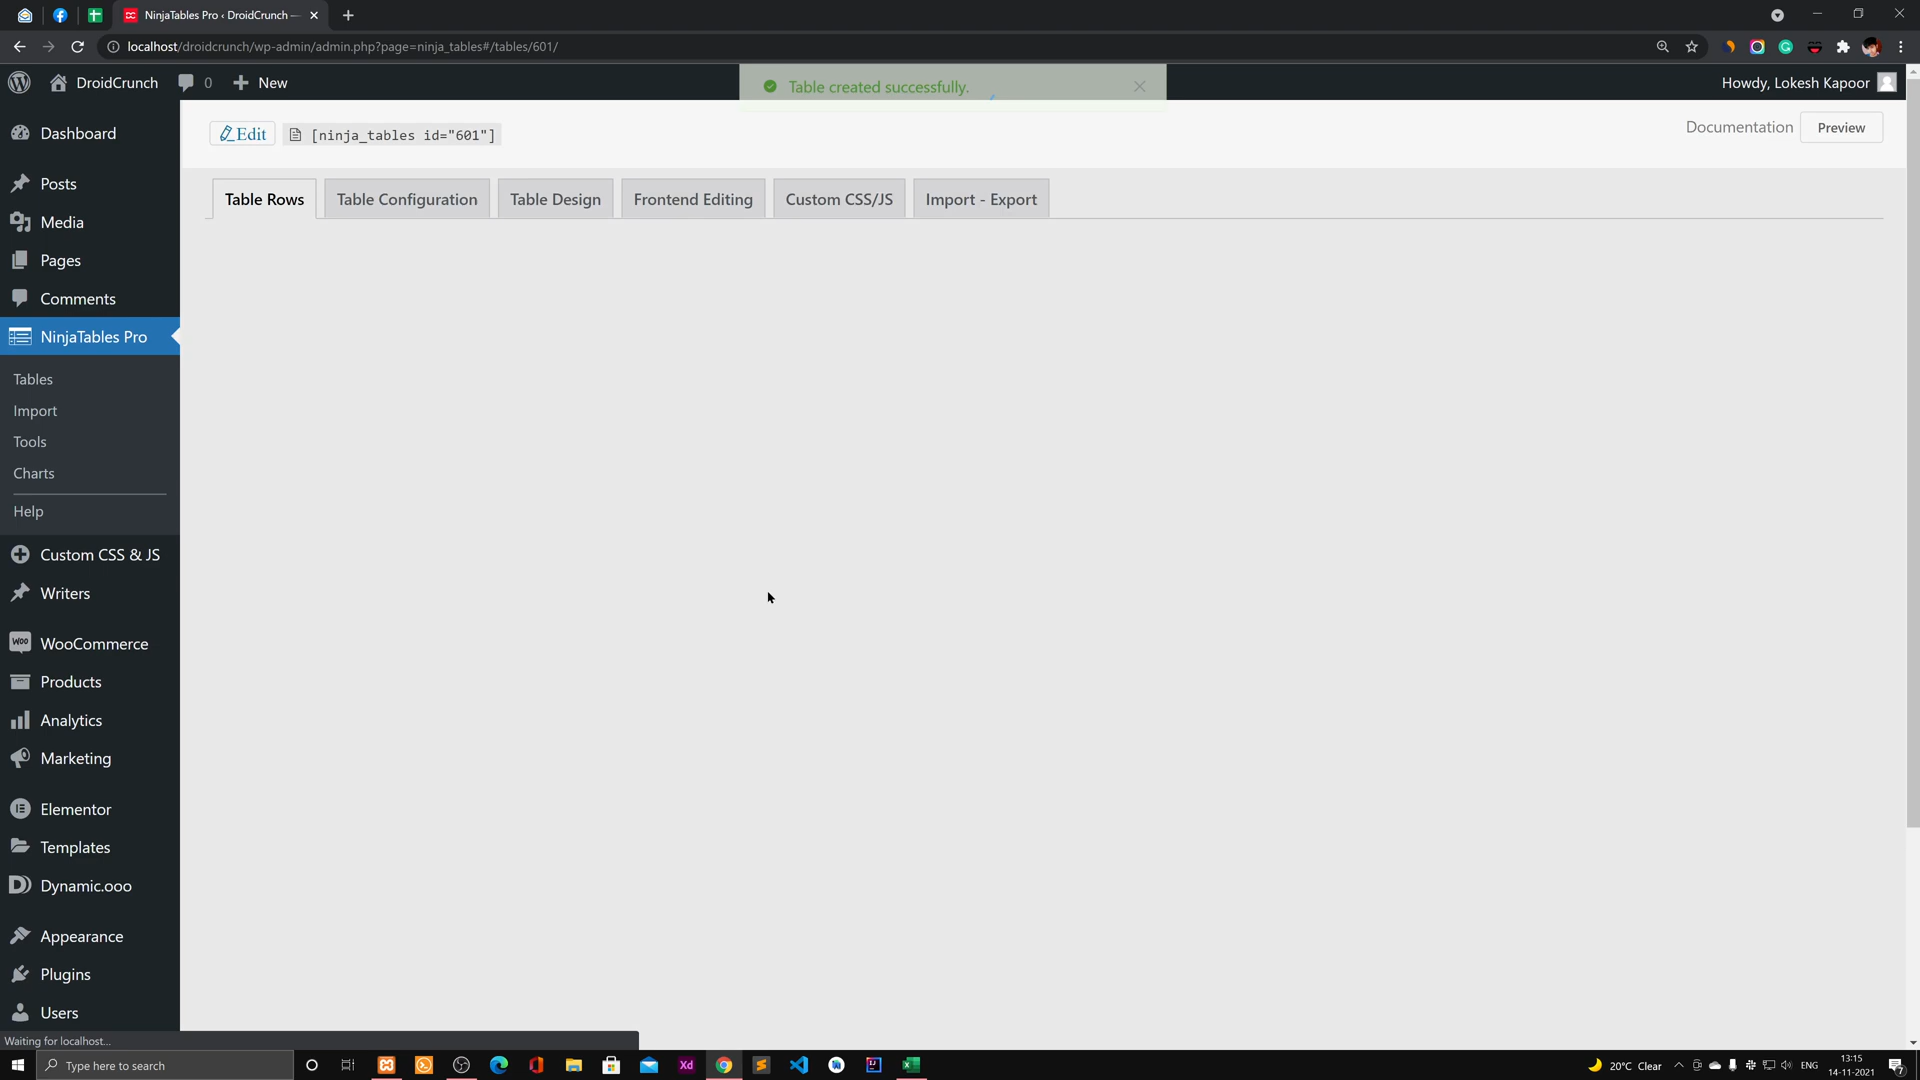 NinjaTables Pro ‹ DroidCrunch —
localhost/droidcrunch/wp-admin/admin.php?page=ninja_tables#/tables/601/
DroidCrunch
0
New
Table created successfully.
Howdy, Lokesh Kapoor
Edit
[ninja_tables id="601"]
Documentation
Preview
Table Rows
Table Configuration
Table Design
Frontend Editing
Custom CSS/JS
Import - Export
Dashboard
Posts
Media
Pages
Comments
NinjaTables Pro
Tables
Import
Tools
Charts
Help
Custom CSS & JS
Writers
WOO
WooCommerce
Products
Analytics
Marketing
Elementor
Templates
Dynamic.ooo
Appearance
Plugins
Users
Waiting for localhost...
Type here to search
Xd
20°C Clear
ENG
13:15
14-11-2021
7